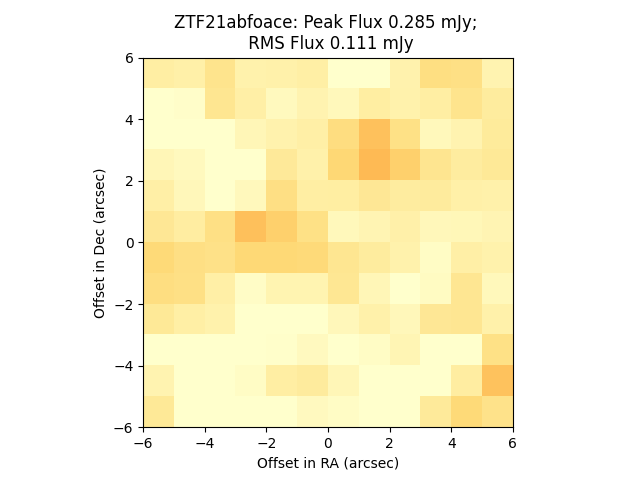 ZTF21abfoace: Peak Flux 0.285 mJy;
RMS Flux 0.111 mJy
6
4
2
0
−2
−4
−6
Offset in Dec (arcsec)
−6 −4 −2 0 2 4 6
Offset in RA (arcsec)